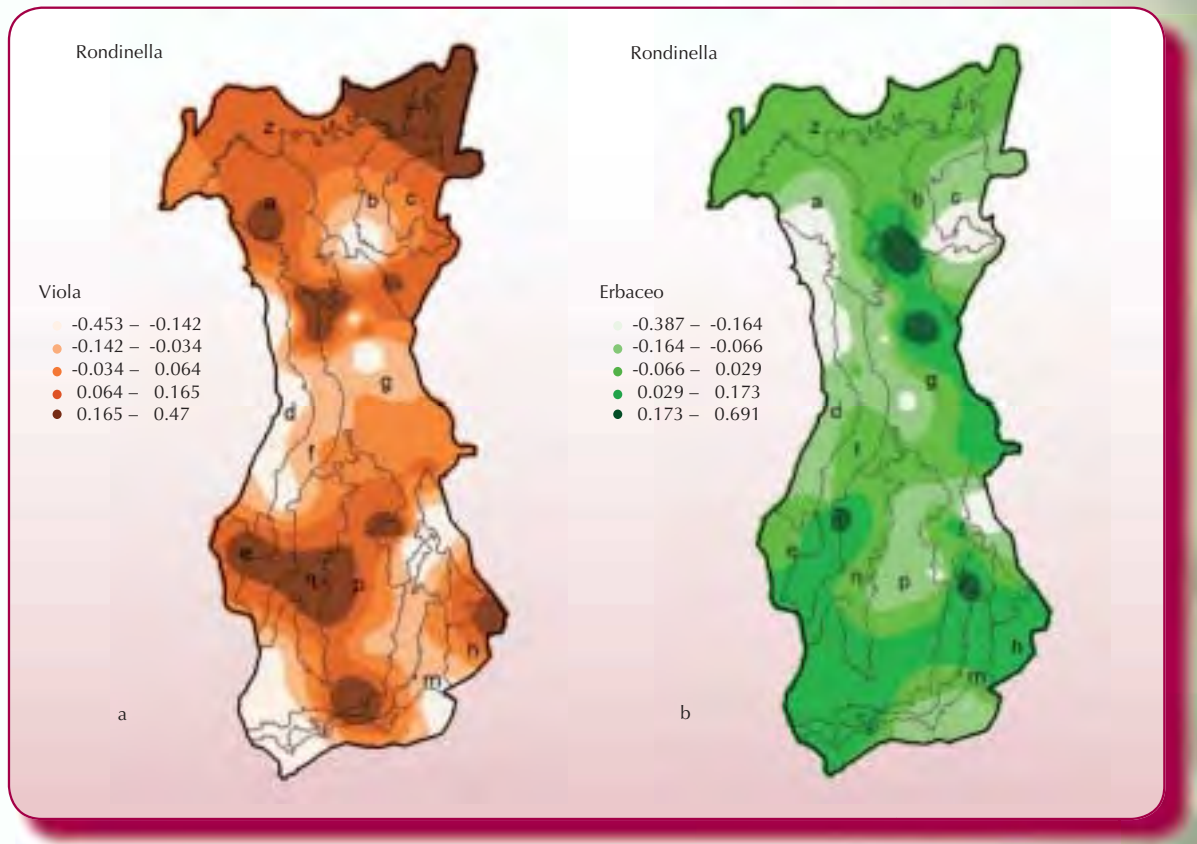 Rondinella
z
a
b
c
Viola
-0.453 – -0.142
-0.142 – -0.034
-0.034 – 0.064
0.064 – 0.165
0.165 – 0.47
g
d
f
e
n
p
h
m
a
Rondinella
z
a
b
c
Erbaceo
-0.387 – -0.164
-0.164 – -0.066
-0.066 – 0.029
0.029 – 0.173
0.173 – 0.691
g
d
f
e
n
p
h
m
b